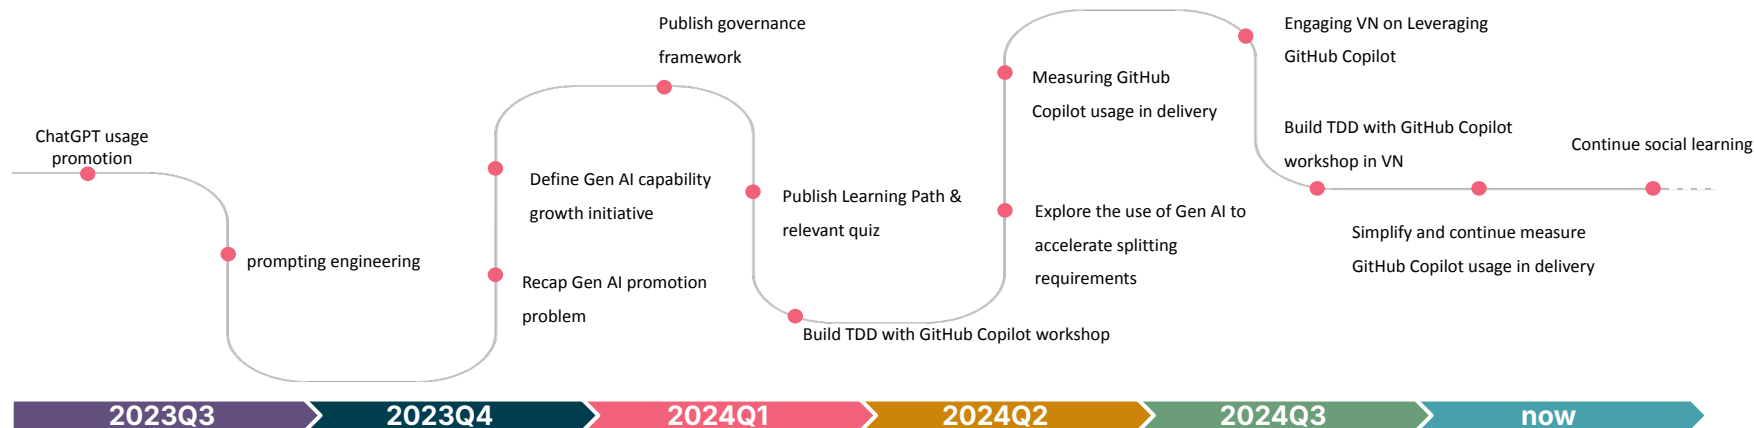 ChatGPT usage
promotion
prompting engineering
Recap Gen AI promotion
problem
Define Gen AI capability
growth initiative
Publish governance
framework
Publish Learning Path &
relevant quiz
Build TDD with GitHub Copilot workshop
Explore the use of Gen AI to
accelerate splitting
requirements
Measuring GitHub
Copilot usage in delivery
Engaging VN on Leveraging
GitHub Copilot
Build TDD with GitHub Copilot
workshop in VN
Simplify and continue measure
GitHub Copilot usage in delivery
Continue social learning
2023Q3
2023Q4
2024Q1
2024Q2
2024Q3
now